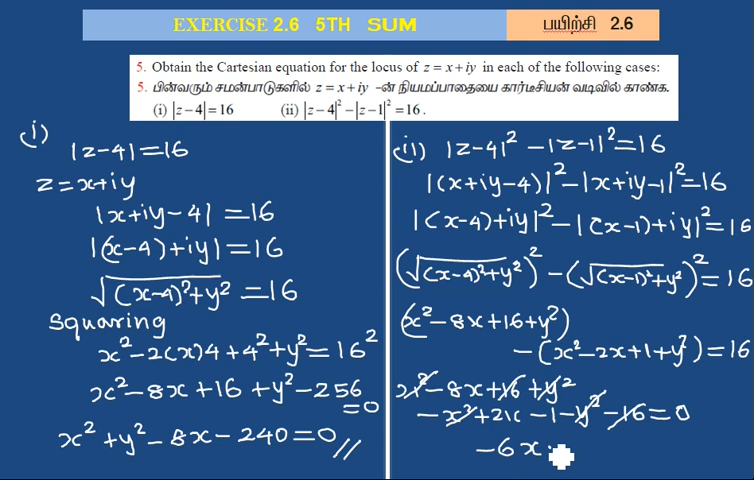 EXERCISE 2.6 5TH SUM
பயிற்சி 2.6
5. Obtain the Cartesian equation for the locus of z = x + iy in each of the following cases:
5. பின்வரும் சமன்பாடுகளில் z = x + iy -ன் நியமப்பாதையை கார்டீசியன் வடிவில் காண்க.
(i) |z − 4| = 16 (ii) |z − 4|² − |z − 1|² = 16 .
i)
|z-4|=16
z=x+iy
|x+iy-4|=16
|(x-4)+iy|=16
√(x-4)²+y² =16
Squaring
x²-2(x)4+4²+y²=16²
x²-8x+16+y²-256
=0
x²+y²-8x-240=0//
(ii) |z-4|²-|z-1|²=16
|(x+iy-4)|²-|x+iy-1|²=16
|(x-4)+iy|²-|(x-1)+iy|²=16
(√(x-4)²+y²)²-(√(x-1)²+y²)²=16
(x²-8x+16+y²)
-(x²-2x+1+y²)=16
x²-8x+16+y²
-x²+2x-1-y²-16=0
-6x